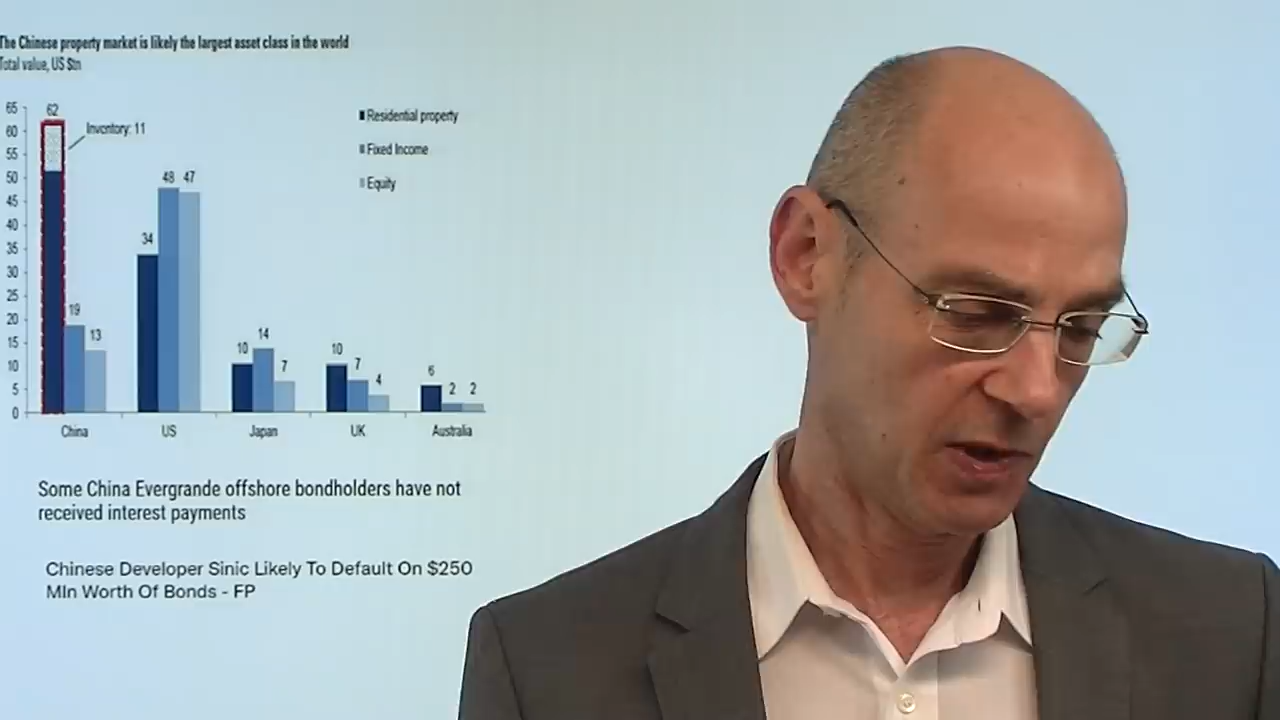 The Chinese property market is likely the largest asset class in the world
Total value, US $tn
65
60
55
50
45
40
35
30
25
20
15
10
5
0
62
Inventory: 11
19
13
34
48
47
10
14
7
10
7
4
6
2
2
Residential property
Fixed Income
Equity
China
US
Japan
UK
Australia
Some China Evergrande offshore bondholders have not
received interest payments
Chinese Developer Sinic Likely To Default On $250
Mln Worth Of Bonds - FP